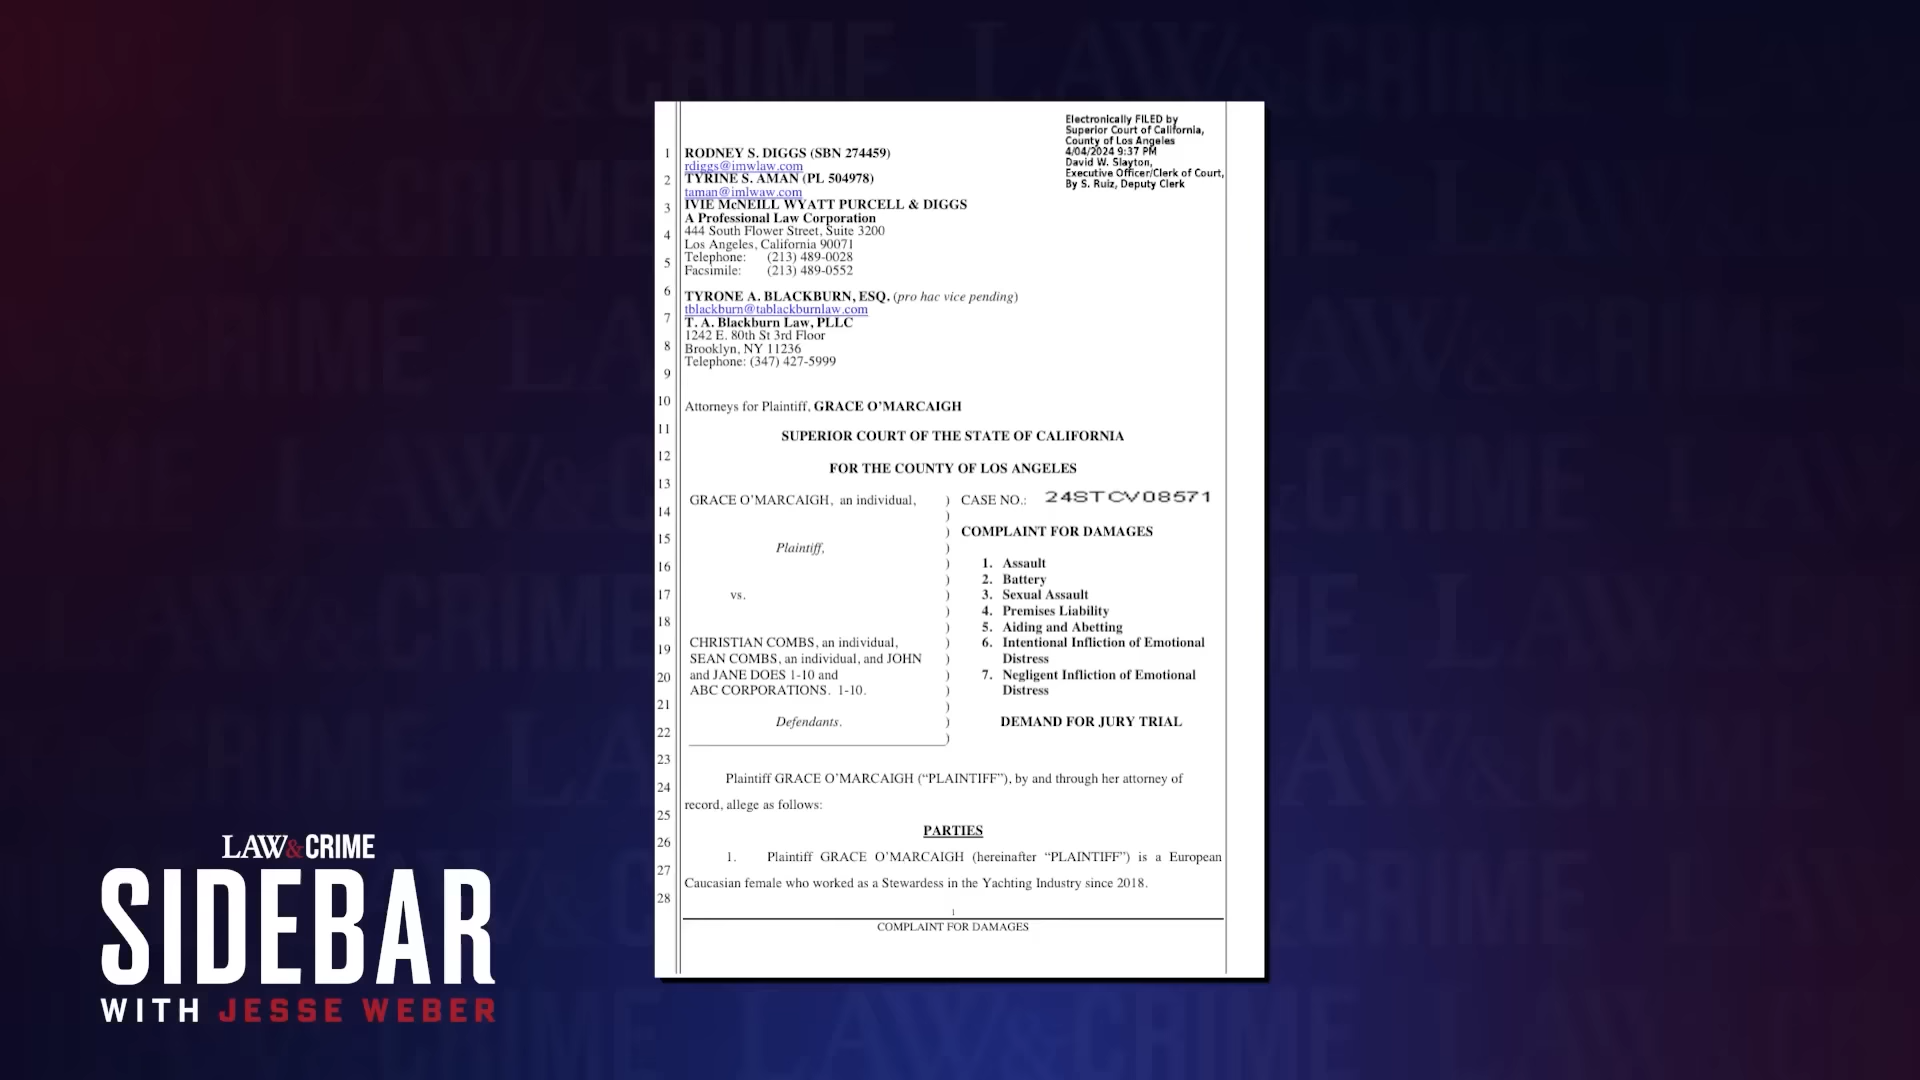 Electronically FILED by
Superior Court of California,
County of Los Angeles
4/04/2024 9:37 PM
David W. Slayton,
Executive Officer/Clerk of Court,
By S. Ruiz, Deputy Clerk
1 RODNEY S. DIGGS (SBN 274459)
rdiggs@imwlaw.com
2 TYRINE S. AMAN (PL 504978)
taman@imlwaw.com
3 IVIE McNEILL WYATT PURCELL & DIGGS
A Professional Law Corporation
4 444 South Flower Street, Suite 3200
Los Angeles, California 90071
5 Telephone: (213) 489-0028
Facsimile: (213) 489-0552
6 TYRONE A. BLACKBURN, ESQ. (pro hac vice pending)
tblackburn@tablackburnlaw.com
7 T. A. Blackburn Law, PLLC
1242 E. 80th St 3rd Floor
8 Brooklyn, NY 11236
Telephone: (347) 427-5999
9
10 Attorneys for Plaintiff, GRACE O’MARCAIGH
11 SUPERIOR COURT OF THE STATE OF CALIFORNIA
12 FOR THE COUNTY OF LOS ANGELES
13
GRACE O’MARCAIGH, an individual,
14
15 Plaintiff,
16
17 vs.
18
19 CHRISTIAN COMBS, an individual,
SEAN COMBS, an individual, and JOHN
20 and JANE DOES 1-10 and
ABC CORPORATIONS. 1-10.
21
22 Defendants.
) CASE NO.: 24STCV08571
)
) COMPLAINT FOR DAMAGES
)
) 1. Assault
) 2. Battery
) 3. Sexual Assault
) 4. Premises Liability
) 5. Aiding and Abetting
) 6. Intentional Infliction of Emotional
) Distress
) 7. Negligent Infliction of Emotional
) Distress
)
) DEMAND FOR JURY TRIAL
)
23
24 Plaintiff GRACE O’MARCAIGH (“PLAINTIFF”), by and through her attorney of
25 record, allege as follows:
26 PARTIES
27 1. Plaintiff GRACE O’MARCAIGH (hereinafter “PLAINTIFF”) is a European
28 Caucasian female who worked as a Stewardess in the Yachting Industry since 2018.
1
COMPLAINT FOR DAMAGES
LAW&CRIME
SIDEBAR
WITH JESSE WEBER